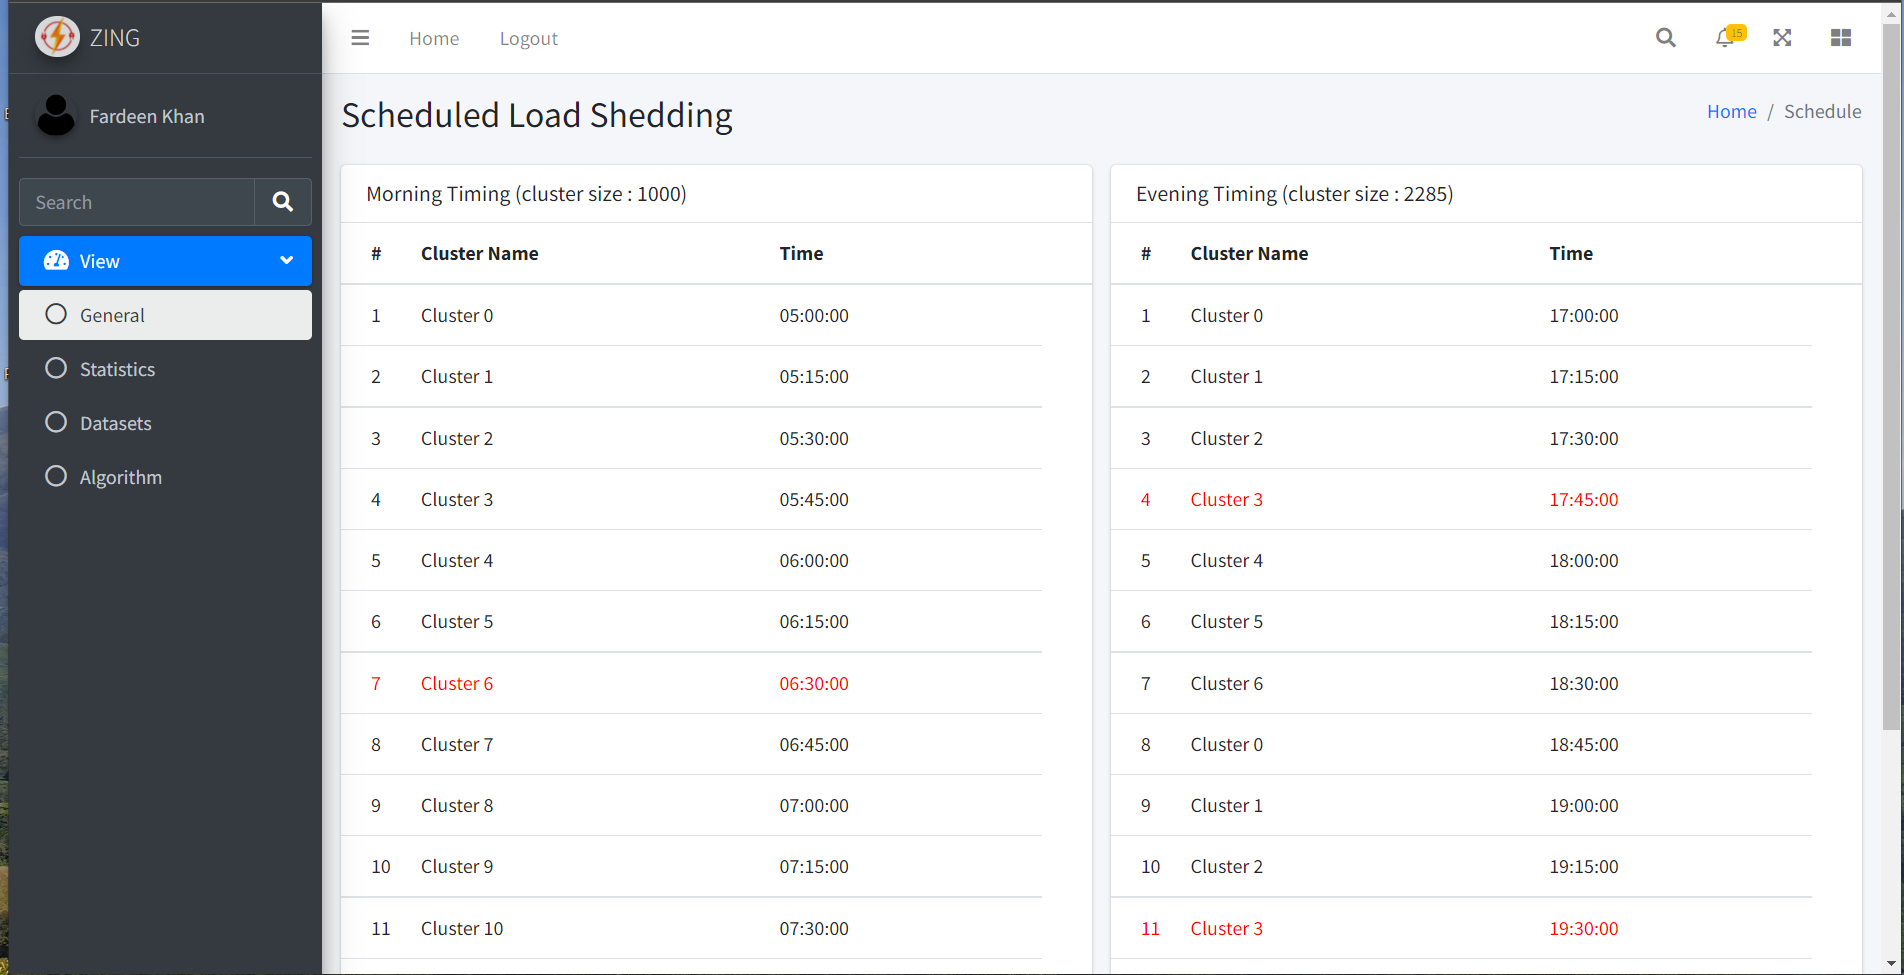 ZING
Home
Logout
15
Fardeen Khan
Scheduled Load Shedding
Home / Schedule
Search
View
General
Statistics
Datasets
Algorithm
Morning Timing (cluster size : 1000)
# Cluster Name Time
1 Cluster 0 05:00:00
2 Cluster 1 05:15:00
3 Cluster 2 05:30:00
4 Cluster 3 05:45:00
5 Cluster 4 06:00:00
6 Cluster 5 06:15:00
7 Cluster 6 06:30:00
8 Cluster 7 06:45:00
9 Cluster 8 07:00:00
10 Cluster 9 07:15:00
11 Cluster 10 07:30:00
Evening Timing (cluster size : 2285)
# Cluster Name Time
1 Cluster 0 17:00:00
2 Cluster 1 17:15:00
3 Cluster 2 17:30:00
4 Cluster 3 17:45:00
5 Cluster 4 18:00:00
6 Cluster 5 18:15:00
7 Cluster 6 18:30:00
8 Cluster 0 18:45:00
9 Cluster 1 19:00:00
10 Cluster 2 19:15:00
11 Cluster 3 19:30:00